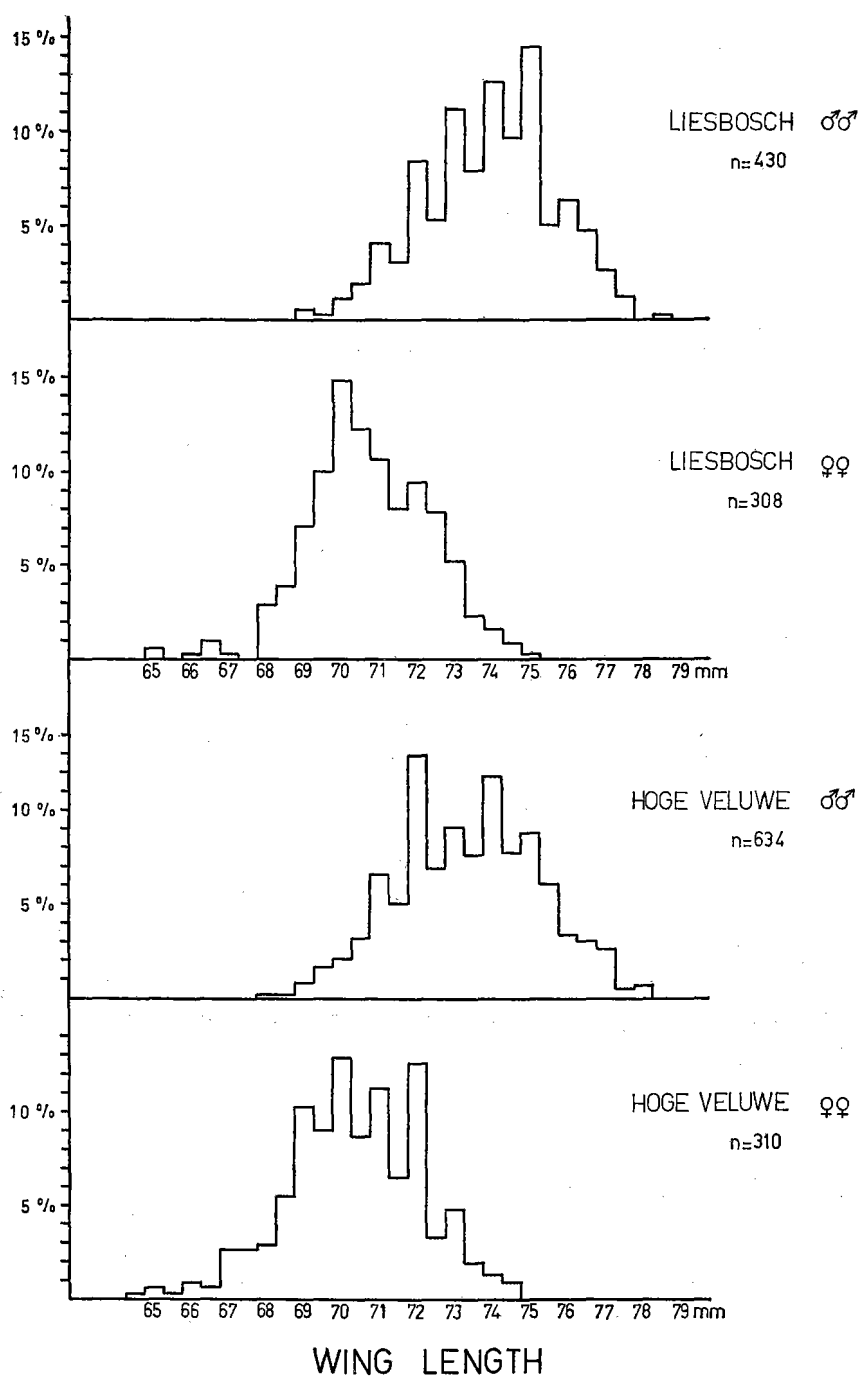 15 %
10 %
5 %
LIESBOSCH ♂♂
n=430
15 %
10 %
5 %
LIESBOSCH ♀♀
n=308
65 66 67 68 69 70 71 72 73 74 75 76 77 78 79 mm
15 %
10 %
5 %
HOGE VELUWE ♂♂
n=634
10 %
5 %
HOGE VELUWE ♀♀
n=310
65 66 67 68 69 70 71 72 73 74 75 76 77 78 79 mm
WING LENGTH